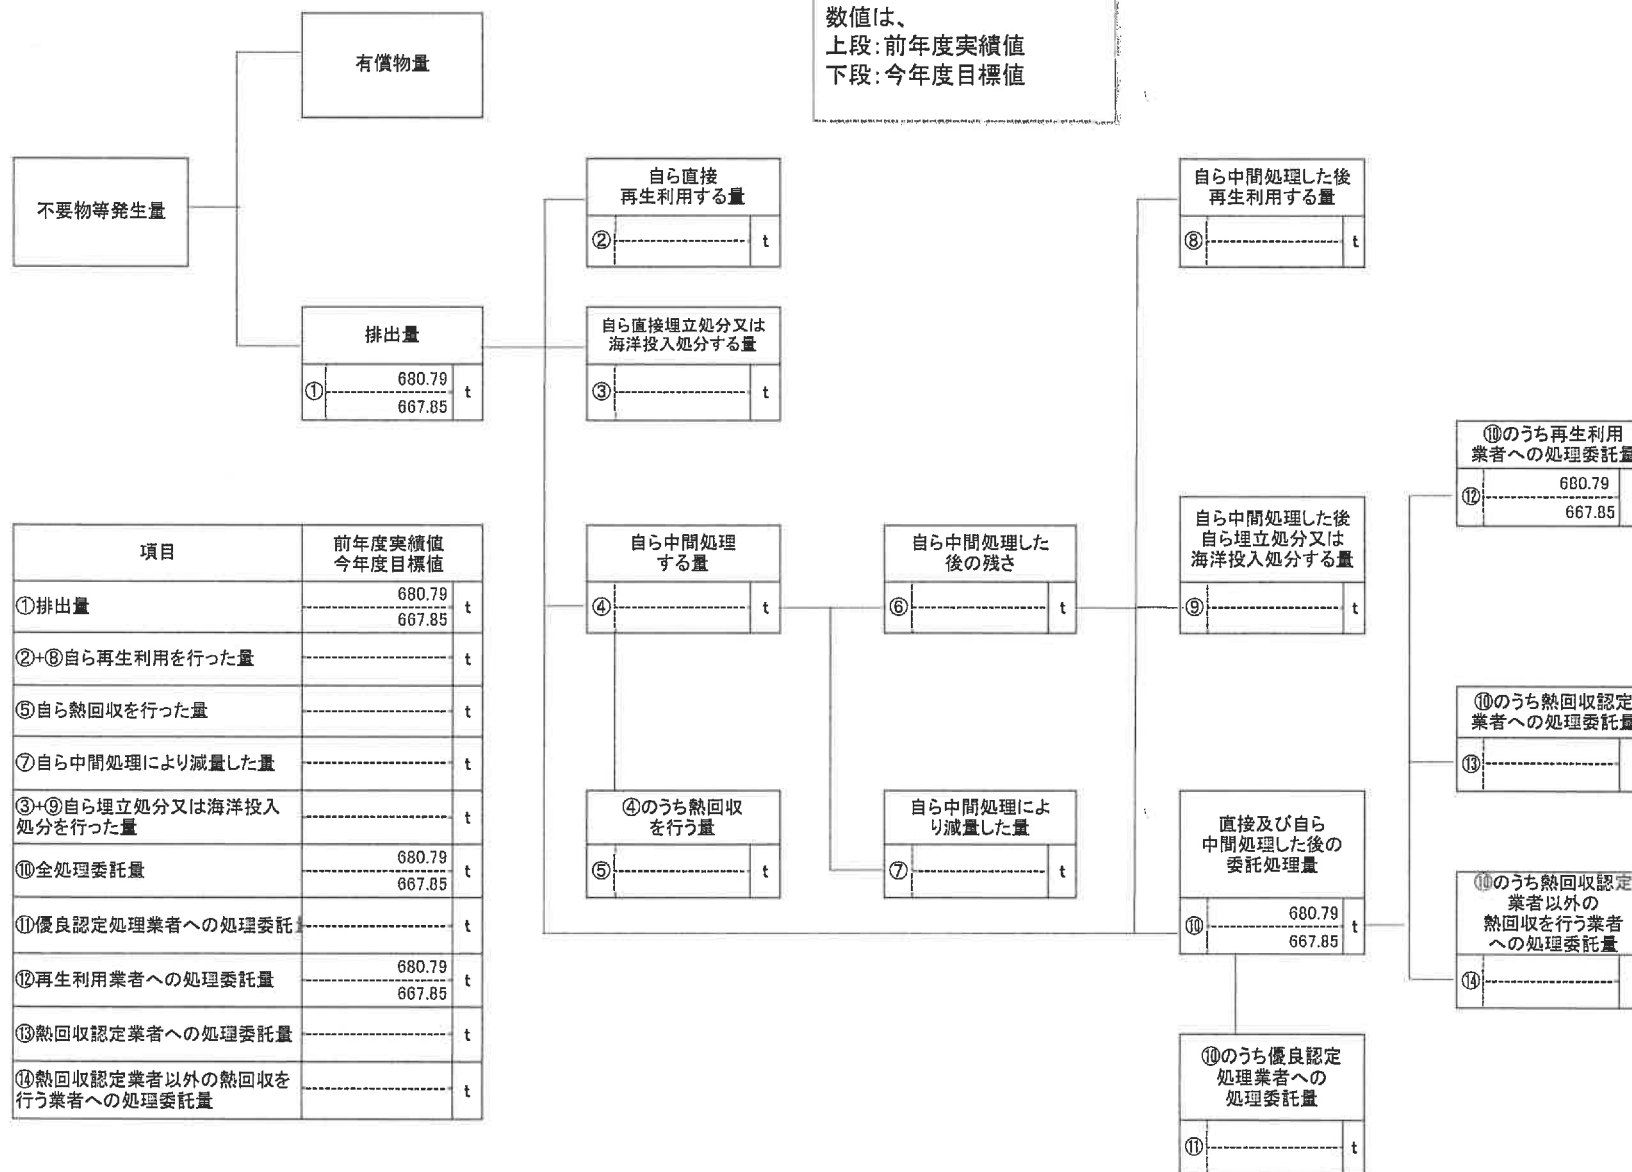 数値は、
上段:前年度実績値
下段:今年度目標値
有償物量
不要物等発生量
排出量
①
680.79
667.85
t
自ら直接
再生利用する量
②
t
自ら直接埋立処分又は
海洋投入処分する量
③
t
自ら中間処理
する量
④
t
④のうち熱回収
を行う量
⑤
t
自ら中間処理した
後の残さ
⑥
t
自ら中間処理によ
り減量した量
⑦
t
自ら中間処理した後
再生利用する量
⑧
t
自ら中間処理した後
自ら埋立処分又は
海洋投入処分する量
⑨
t
直接及び自ら
中間処理した後の
委託処理量
⑩
680.79
667.85
t
⑩のうち優良認定
処理業者への
処理委託量
⑪
t
⑩のうち再生利用
業者への処理委託量
⑫
680.79
667.85
⑩のうち熱回収認定
業者への処理委託量
⑬
⑩のうち熱回収認定
業者以外の
熱回収を行う業者
への処理委託量
⑭
項目
前年度実績値
今年度目標値
①排出量
680.79
667.85
t
②+⑧自ら再生利用を行った量
t
⑤自ら熱回収を行った量
t
⑦自ら中間処理により減量した量
t
③+⑨自ら埋立処分又は海洋投入
処分を行った量
t
⑩全処理委託量
680.79
667.85
t
⑪優良認定処理業者への処理委託
t
⑫再生利用業者への処理委託量
680.79
667.85
t
⑬熱回収認定業者への処理委託量
t
⑭熱回収認定業者以外の熱回収を
行う業者への処理委託量
t